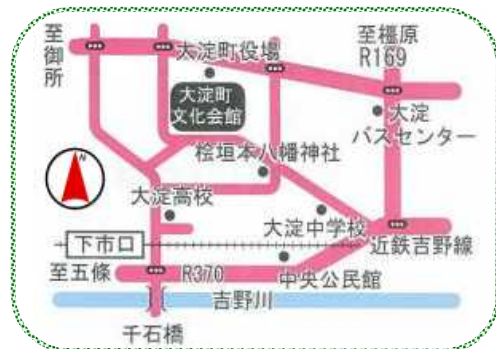 至御所
大淀町役場
至橿原
R169
大淀町
文化会館
大淀
バスセンター
桧垣本八幡神社
N
大淀高校
大淀中学校
下市口
近鉄吉野線
至五條
R370
中央公民館
吉野川
千石橋